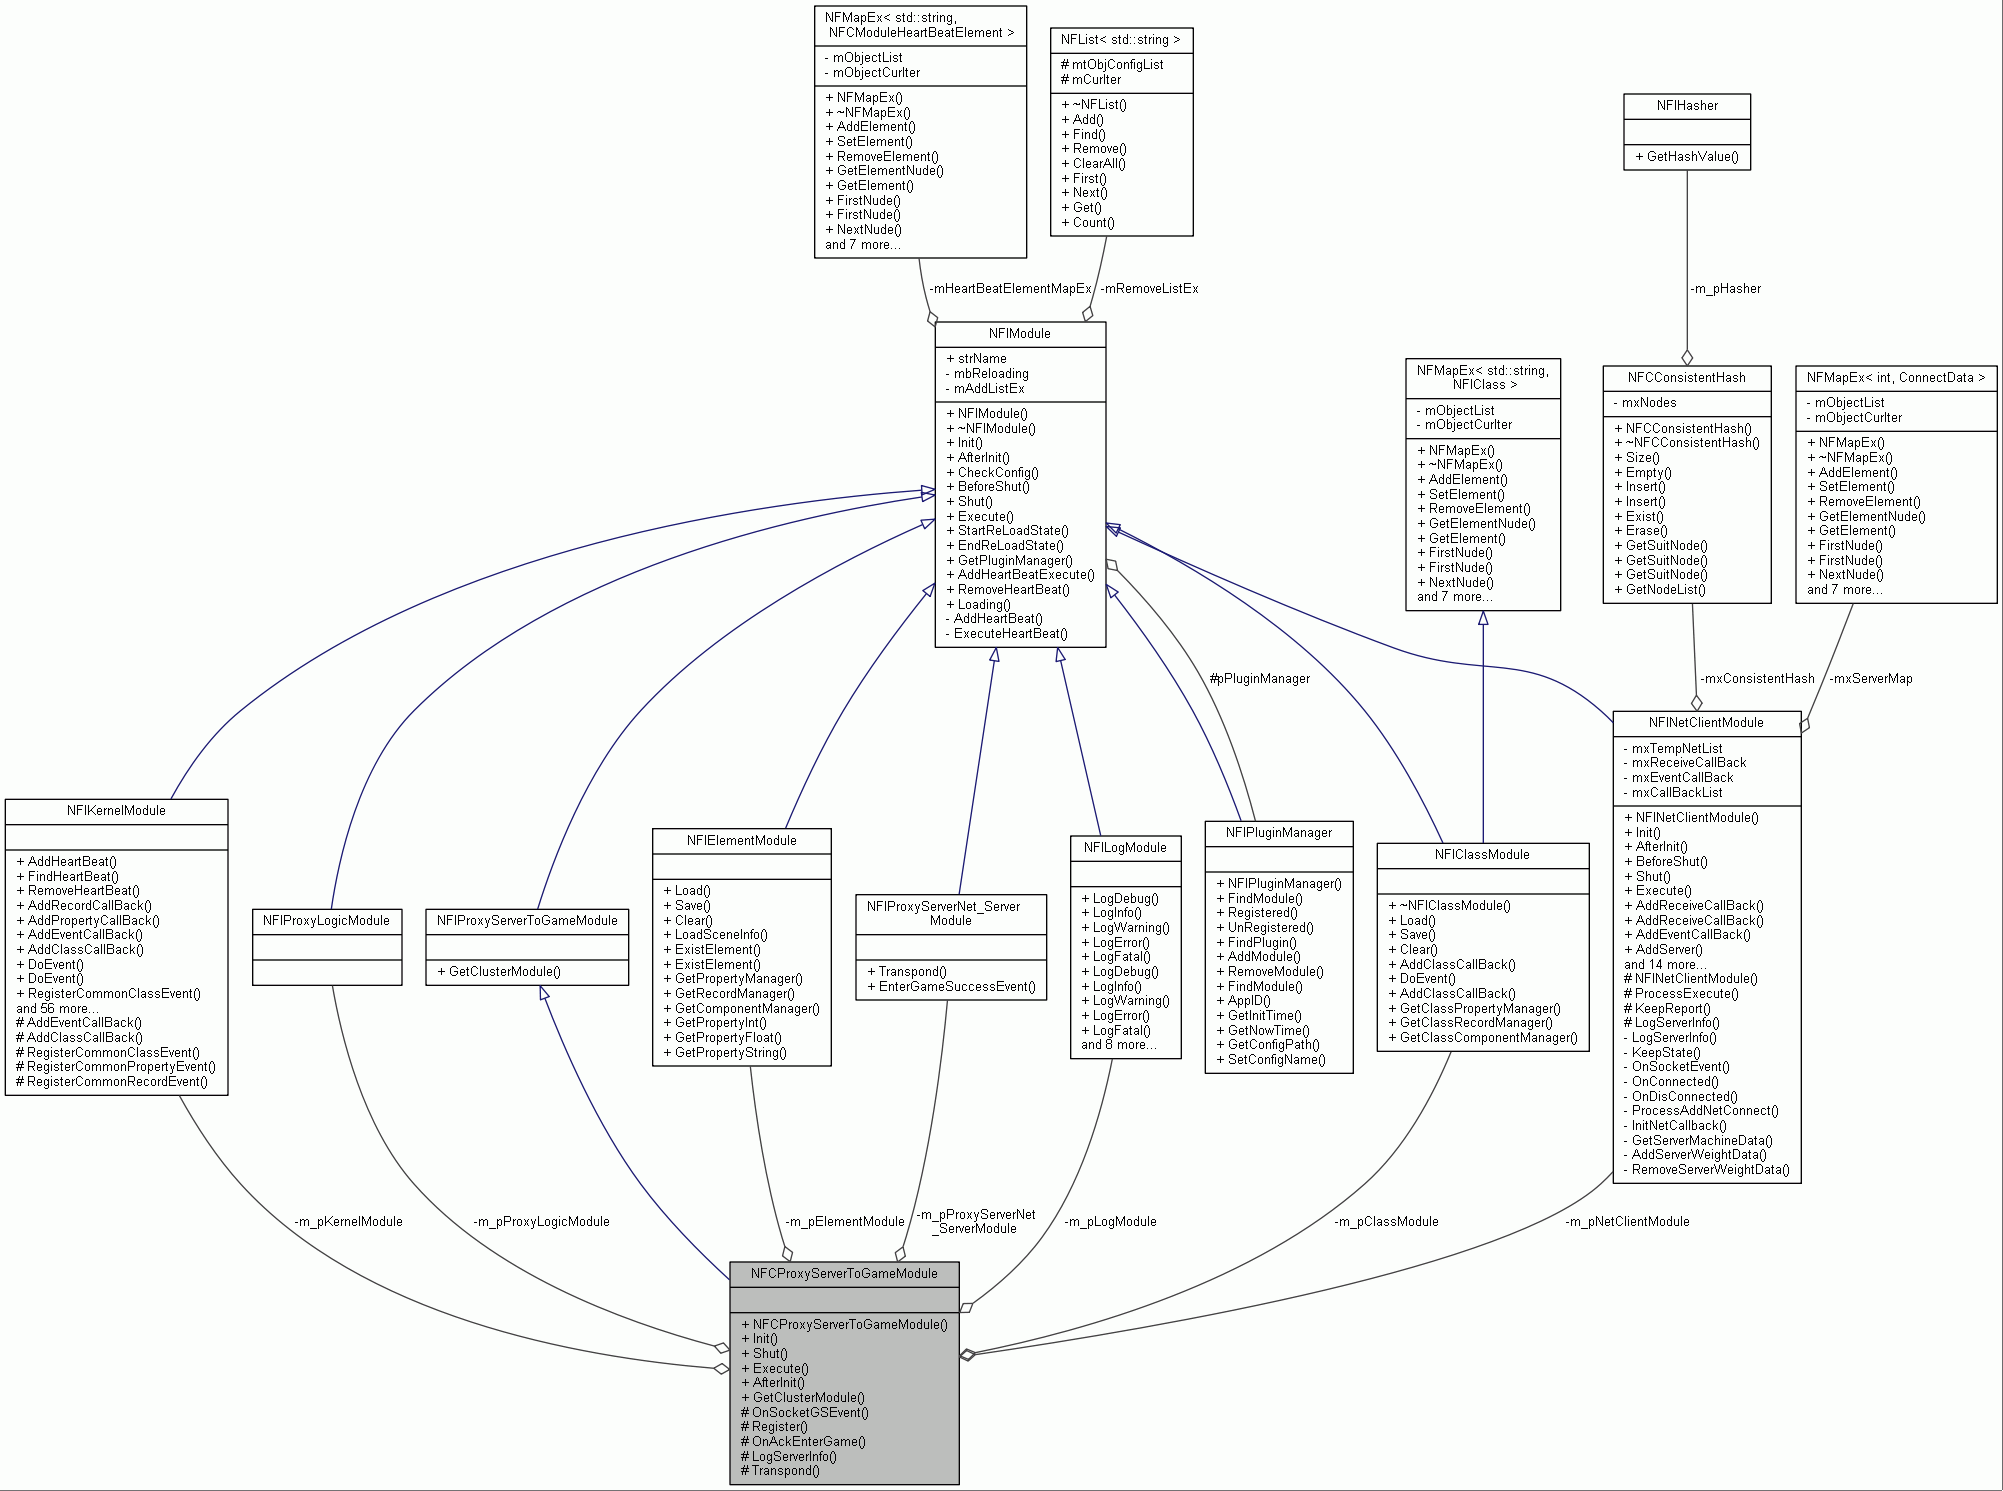 NFMapEx< std::string,
NFCModuleHeartBeatElement >
- mObjectList
- mObjectCurIter
+ NFMapEx()
+ ~NFMapEx()
+ AddElement()
+ SetElement()
+ RemoveElement()
+ GetElementNude()
+ GetElement()
+ FirstNude()
+ FirstNude()
+ NextNude()
and 7 more...
NFList< std::string >
# mtObjConfigList
# mCurIter
+ ~NFList()
+ Add()
+ Find()
+ Remove()
+ ClearAll()
+ First()
+ Next()
+ Get()
+ Count()
NFIHasher
+ GetHashValue()
-mHeartBeatElementMapEx
-mRemoveListEx
-m_pHasher
NFIModule
+ strName
- mbReloading
- mAddListEx
+ NFIModule()
+ ~NFIModule()
+ Init()
+ AfterInit()
+ CheckConfig()
+ BeforeShut()
+ Shut()
+ Execute()
+ StartReLoadState()
+ EndReLoadState()
+ GetPluginManager()
+ AddHeartBeatExecute()
+ RemoveHeartBeat()
+ Loading()
- AddHeartBeat()
- ExecuteHeartBeat()
NFMapEx< std::string,
NFIClass >
- mObjectList
- mObjectCurIter
+ NFMapEx()
+ ~NFMapEx()
+ AddElement()
+ SetElement()
+ RemoveElement()
+ GetElementNude()
+ GetElement()
+ FirstNude()
+ FirstNude()
+ NextNude()
and 7 more...
NFCConsistentHash
- mxNodes
+ NFCConsistentHash()
+ ~NFCConsistentHash()
+ Size()
+ Empty()
+ Insert()
+ Insert()
+ Exist()
+ Erase()
+ GetSuitNode()
+ GetSuitNode()
+ GetSuitNode()
+ GetNodeList()
NFMapEx< int, ConnectData >
- mObjectList
- mObjectCurIter
+ NFMapEx()
+ ~NFMapEx()
+ AddElement()
+ SetElement()
+ RemoveElement()
+ GetElementNude()
+ GetElement()
+ FirstNude()
+ FirstNude()
+ NextNude()
and 7 more...
#pPluginManager
-mxConsistentHash
-mxServerMap
NFIKernelModule
+ AddHeartBeat()
+ FindHeartBeat()
+ RemoveHeartBeat()
+ AddRecordCallBack()
+ AddPropertyCallBack()
+ AddEventCallBack()
+ AddClassCallBack()
+ DoEvent()
+ DoEvent()
+ RegisterCommonClassEvent()
and 56 more...
# AddEventCallBack()
# AddClassCallBack()
# RegisterCommonClassEvent()
# RegisterCommonPropertyEvent()
# RegisterCommonRecordEvent()
NFIProxyLogicModule
NFIProxyServerToGameModule
+ GetClusterModule()
NFIElementModule
+ Load()
+ Save()
+ Clear()
+ LoadSceneInfo()
+ ExistElement()
+ ExistElement()
+ GetPropertyManager()
+ GetRecordManager()
+ GetComponentManager()
+ GetPropertyInt()
+ GetPropertyFloat()
+ GetPropertyString()
NFIProxyServerNet_Server
Module
+ Transpond()
+ EnterGameSuccessEvent()
NFILogModule
+ LogDebug()
+ LogInfo()
+ LogWarning()
+ LogError()
+ LogFatal()
+ LogDebug()
+ LogInfo()
+ LogWarning()
+ LogError()
+ LogFatal()
and 8 more...
NFIPluginManager
+ NFIPluginManager()
+ FindModule()
+ Registered()
+ UnRegistered()
+ FindPlugin()
+ AddModule()
+ RemoveModule()
+ FindModule()
+ AppID()
+ GetInitTime()
+ GetNowTime()
+ GetConfigPath()
+ SetConfigName()
NFIClassModule
+ ~NFIClassModule()
+ Load()
+ Save()
+ Clear()
+ AddClassCallBack()
+ DoEvent()
+ AddClassCallBack()
+ GetClassPropertyManager()
+ GetClassRecordManager()
+ GetClassComponentManager()
NFINetClientModule
- mxTempNetList
- mxReceiveCallBack
- mxEventCallBack
- mxCallBackList
+ NFINetClientModule()
+ Init()
+ AfterInit()
+ BeforeShut()
+ Shut()
+ Execute()
+ AddReceiveCallBack()
+ AddReceiveCallBack()
+ AddEventCallBack()
+ AddServer()
and 14 more...
# NFINetClientModule()
# ProcessExecute()
# KeepReport()
# LogServerInfo()
- LogServerInfo()
- KeepState()
- OnSocketEvent()
- OnConnected()
- OnDisConnected()
- ProcessAddNetConnect()
- InitNetCallback()
- GetServerMachineData()
- AddServerWeightData()
- RemoveServerWeightData()
-m_pKernelModule
-m_pProxyLogicModule
-m_pElementModule
-m_pProxyServerNet
_ServerModule
-m_pLogModule
-m_pClassModule
-m_pNetClientModule
NFCProxyServerToGameModule
+ NFCProxyServerToGameModule()
+ Init()
+ Shut()
+ Execute()
+ AfterInit()
+ GetClusterModule()
# OnSocketGSEvent()
# Register()
# OnAckEnterGame()
# LogServerInfo()
# Transpond()